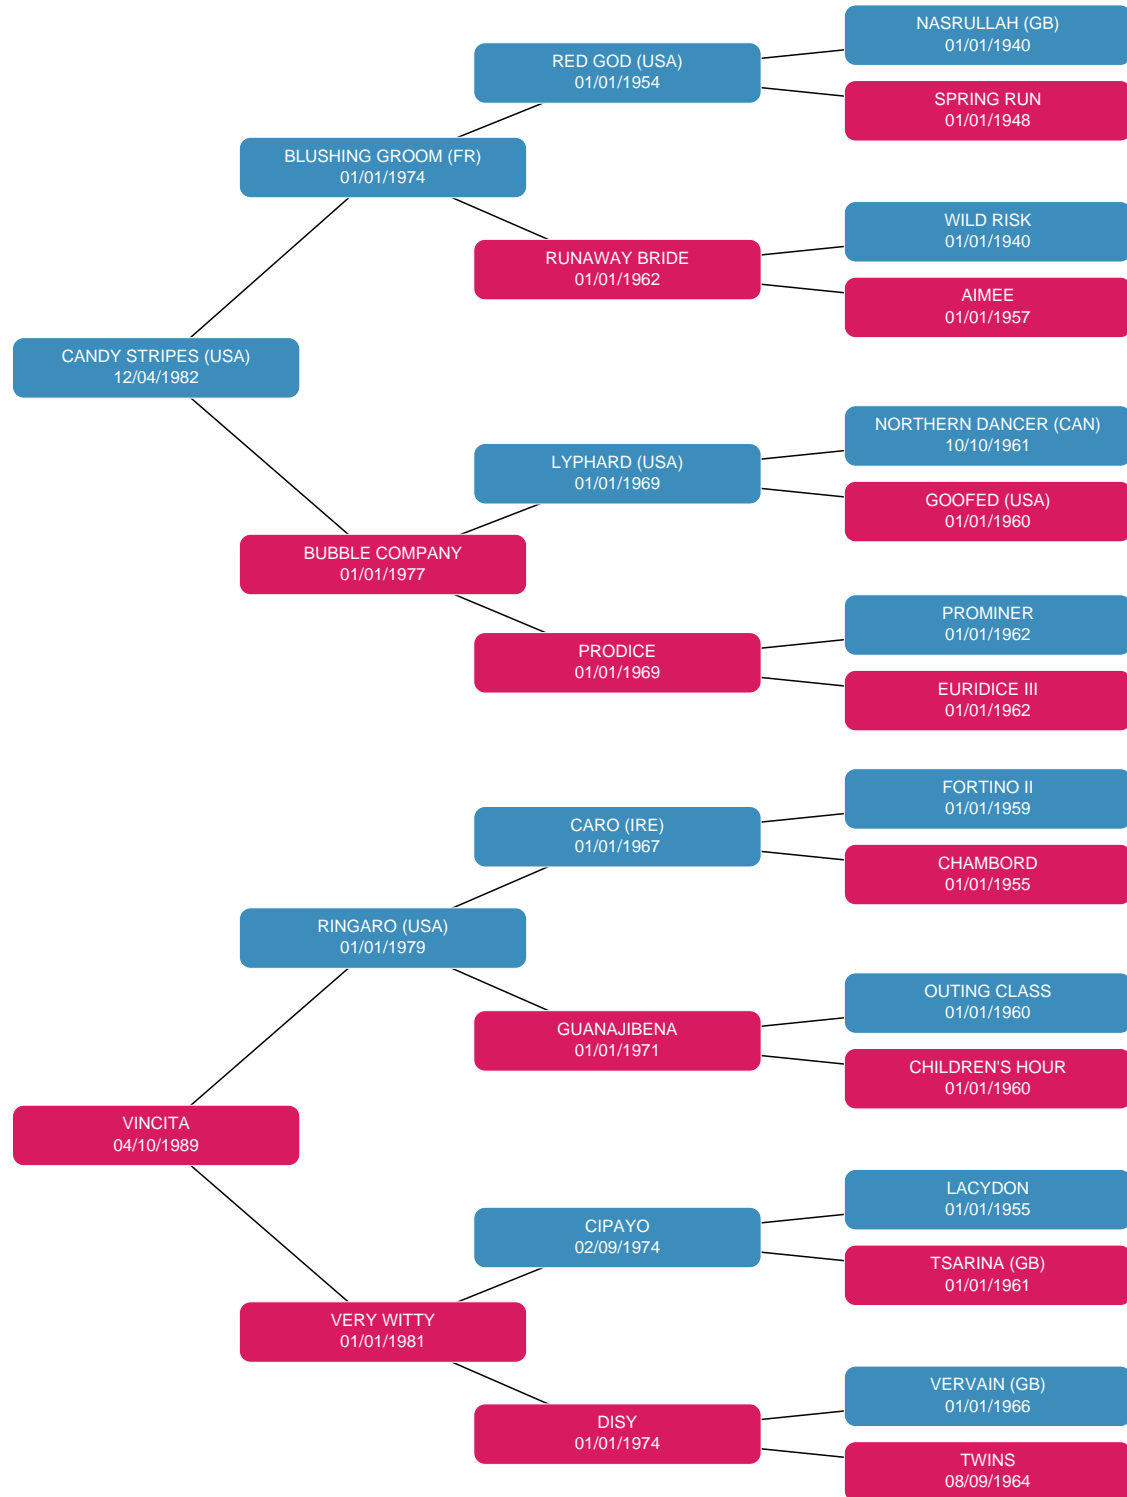 NASRULLAH (GB)
01/01/1940
RED GOD (USA)
01/01/1954
SPRING RUN
01/01/1948
BLUSHING GROOM (FR)
01/01/1974
WILD RISK
01/01/1940
RUNAWAY BRIDE
01/01/1962
AIMEE
01/01/1957
CANDY STRIPES (USA)
12/04/1982
NORTHERN DANCER (CAN)
10/10/1961
LYPHARD (USA)
01/01/1969
GOOFED (USA)
01/01/1960
BUBBLE COMPANY
01/01/1977
PROMINER
01/01/1962
PRODICE
01/01/1969
EURIDICE III
01/01/1962
FORTINO II
01/01/1959
CARO (IRE)
01/01/1967
CHAMBORD
01/01/1955
RINGARO (USA)
01/01/1979
OUTING CLASS
01/01/1960
GUANAJIBENA
01/01/1971
CHILDREN'S HOUR
01/01/1960
VINCITA
04/10/1989
LACYDON
01/01/1955
CIPAYO
02/09/1974
TSARINA (GB)
01/01/1961
VERY WITTY
01/01/1981
VERVAIN (GB)
01/01/1966
DISY
01/01/1974
TWINS
08/09/1964